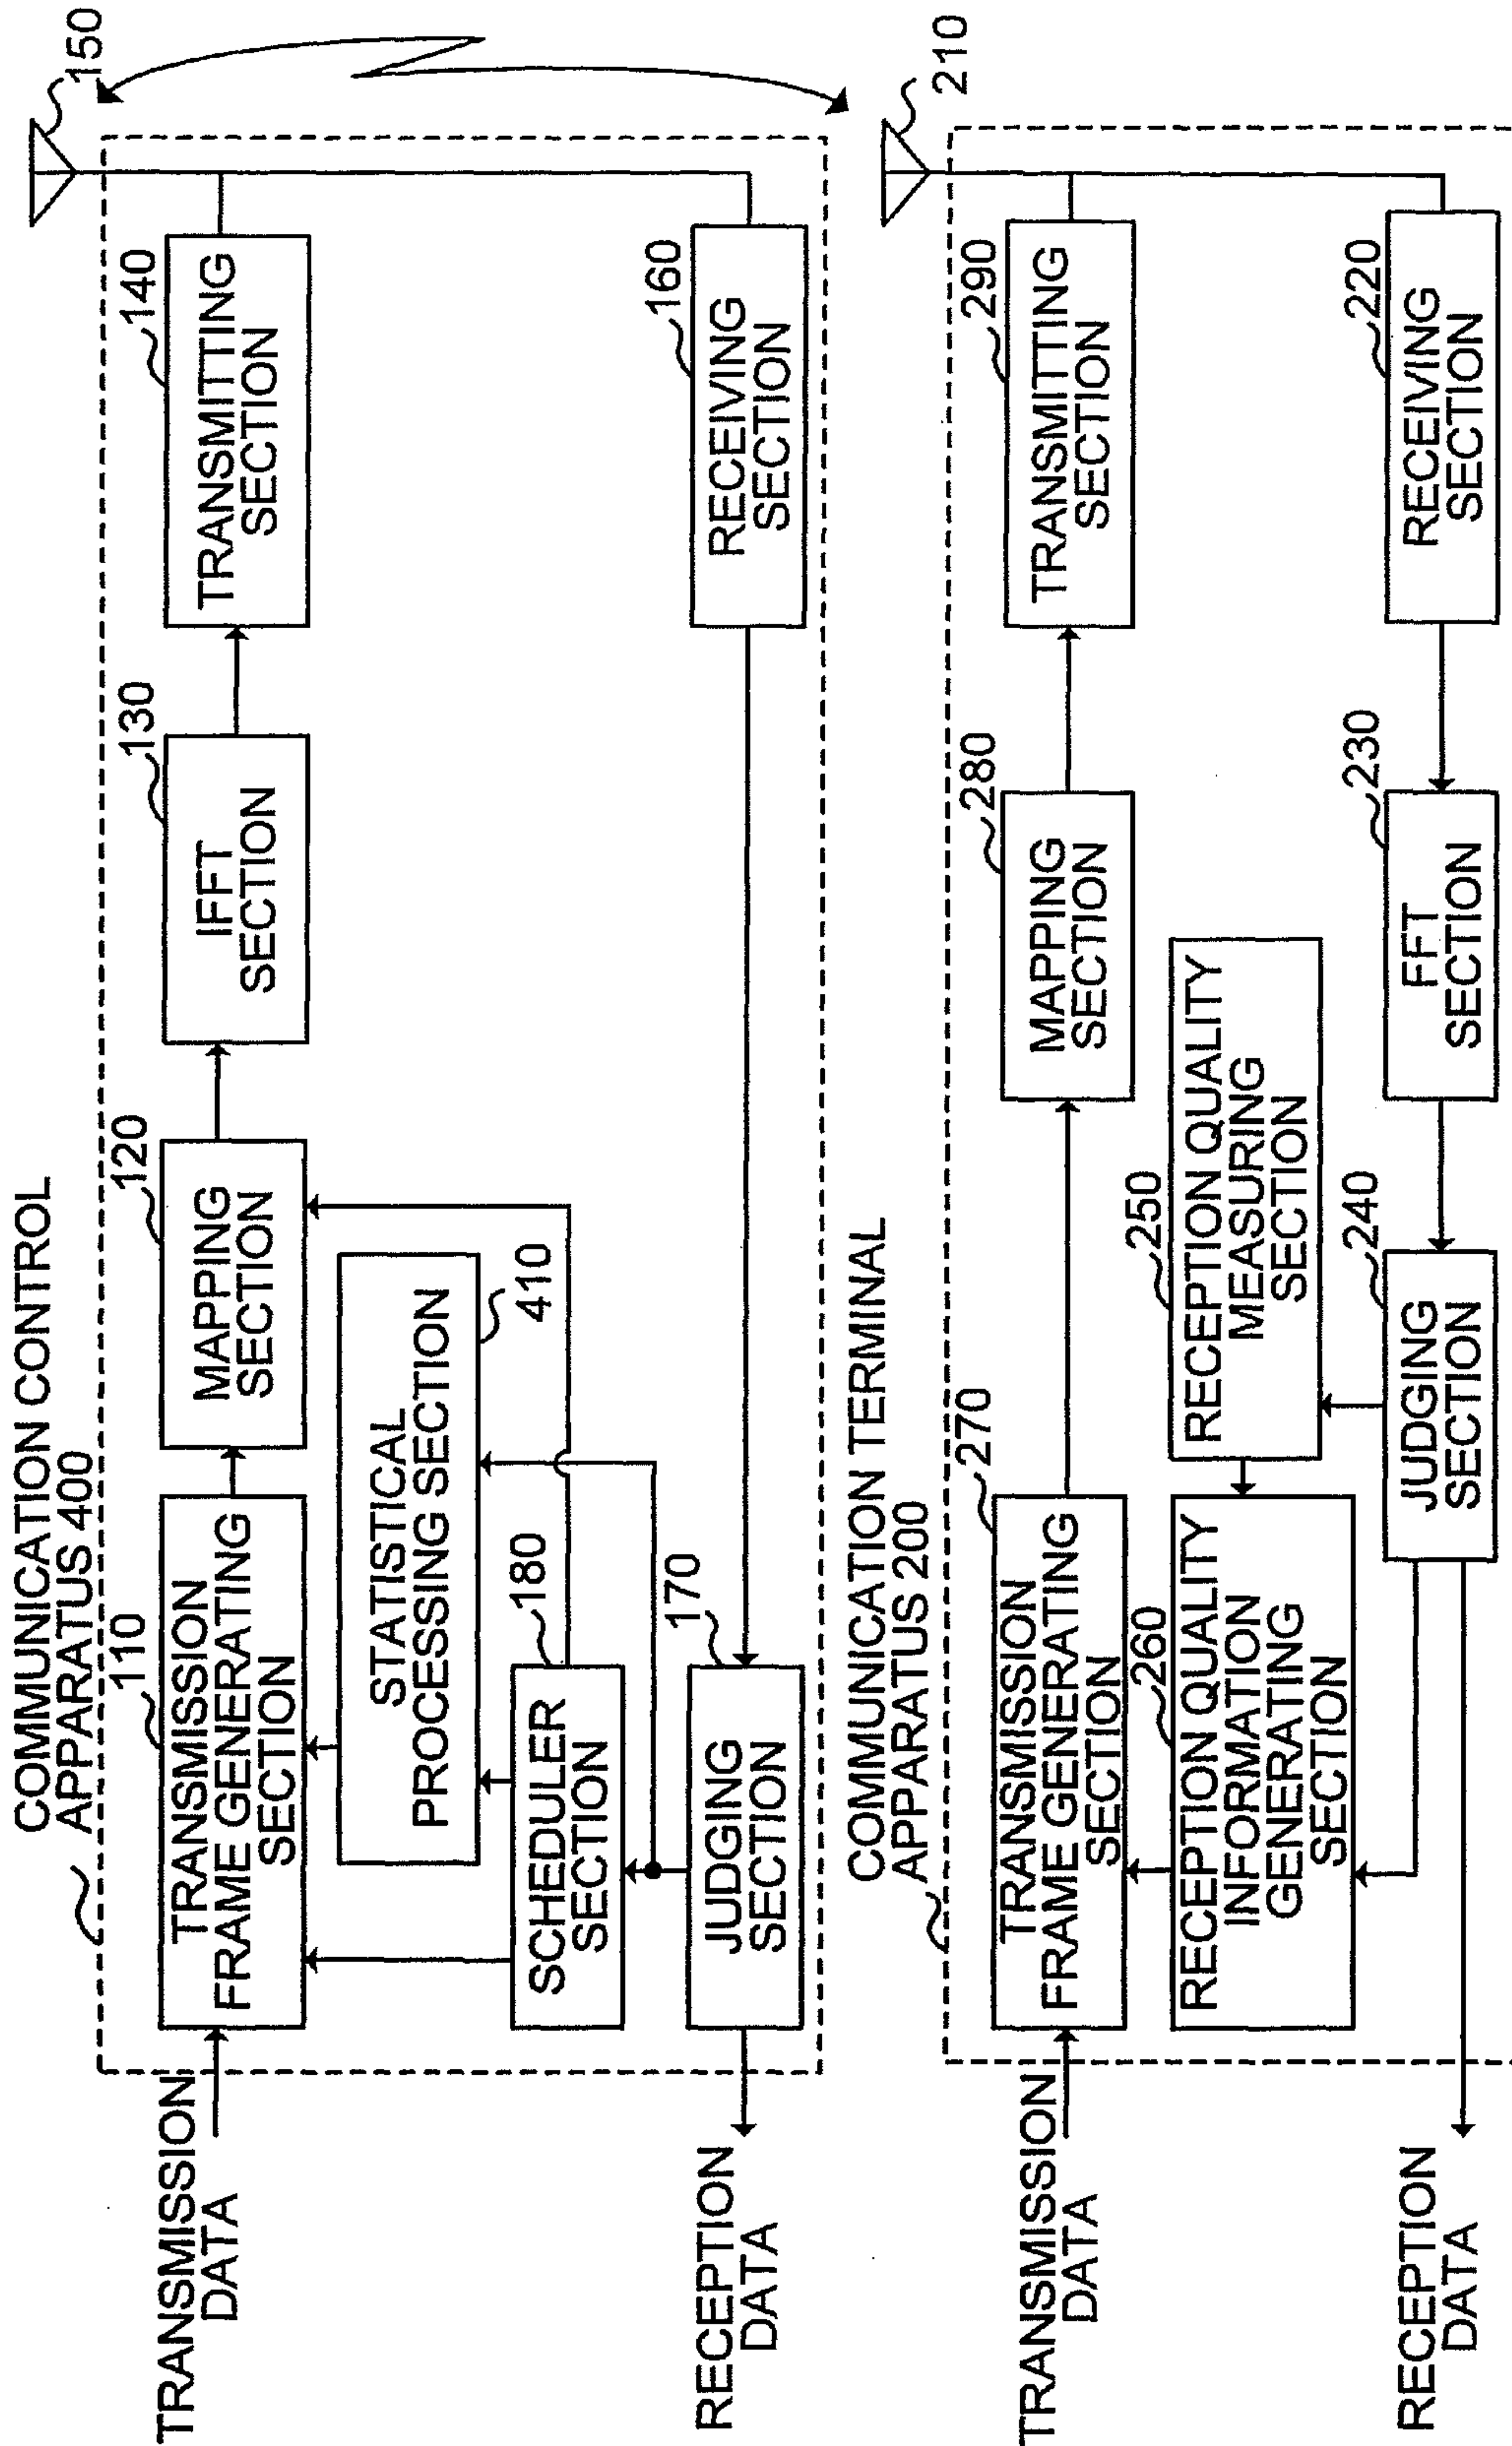 COMMUNICATION CONTROL
APPARATUS 400
TRANSMISSION
DATA
110
TRANSMISSION
FRAME GENERATING
SECTION
120
MAPPING
SECTION
130
IFFT
SECTION
140
TRANSMITTING
SECTION
150
STATISTICAL
PROCESSING SECTION
410
180
SCHEDULER
SECTION
170
JUDGING
SECTION
160
RECEIVING
SECTION
RECEPTION
DATA
COMMUNICATION TERMINAL
APPARATUS 200
TRANSMISSION
DATA
270
TRANSMISSION
FRAME GENERATING
SECTION
280
MAPPING
SECTION
290
TRANSMITTING
SECTION
210
260
RECEPTION QUALITY
INFORMATION
GENERATING
SECTION
250
RECEPTION QUALITY
MEASURING
SECTION
240
JUDGING
SECTION
230
FFT
SECTION
220
RECEIVING
SECTION
RECEPTION
DATA